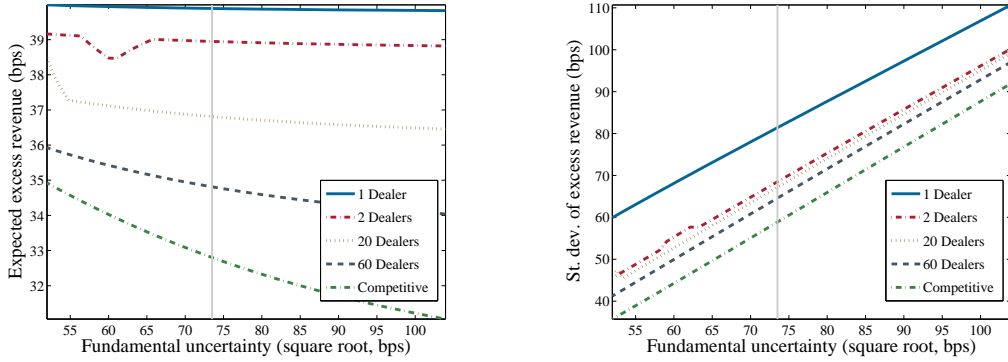 Expected excess revenue (bps)
39
38
37
36
35
34
33
32
55 60 65 70 75 80 85 90 95 100
Fundamental uncertainty (square root, bps)
1 Dealer
2 Dealers
20 Dealers
60 Dealers
Competitive
St. dev. of excess revenue (bps)
110
100
90
80
70
60
50
40
55 60 65 70 75 80 85 90 95 100
Fundamental uncertainty (square root, bps)
1 Dealer
2 Dealers
20 Dealers
60 Dealers
Competitive